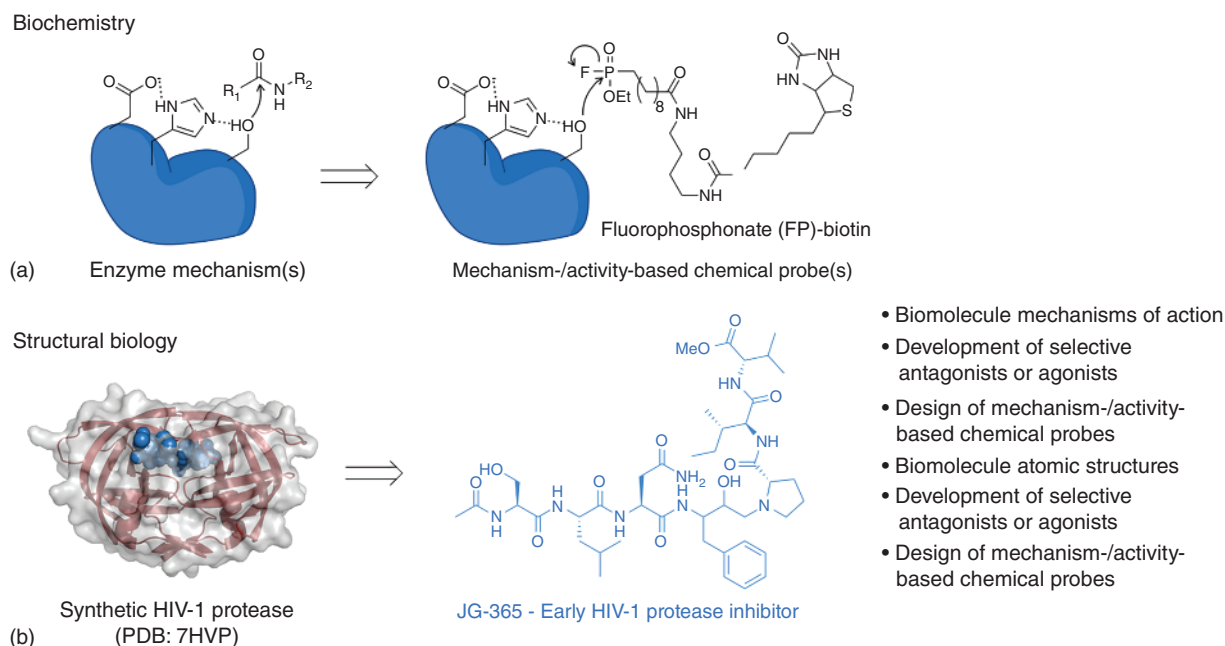 Biochemistry
O
O
R1
N
H
R2
HN
N
HO
O
O
HN
N
HO
F
P
O
OEt
8
O
NH
O
NH
O
NH
HN
S
Fluorophosphonate (FP)-biotin
(a)
Enzyme mechanism(s)
Mechanism-/activity-based chemical probe(s)
Structural biology
MeO
O
HN
O
NH
O
N
OH
O
NH2
HO
O
N
H
O
H
N
O
N
H
O
H
N
Synthetic HIV-1 protease
(PDB: 7HVP)
JG-365 - Early HIV-1 protease inhibitor
(b)
• Biomolecule mechanisms of action
• Development of selective
antagonists or agonists
• Design of mechanism-/activity-
based chemical probes
• Biomolecule atomic structures
• Development of selective
antagonists or agonists
• Design of mechanism-/activity-
based chemical probes